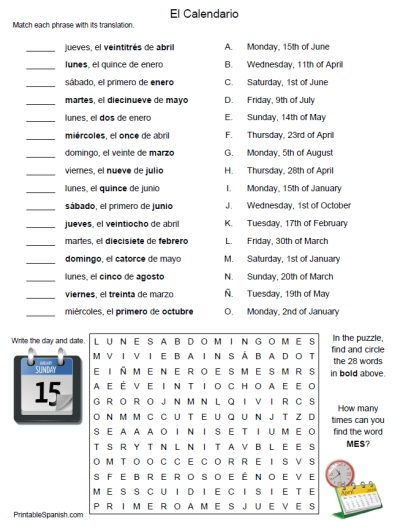 El Calendario
Match each phrase with its translation.
______ jueves, el veintitrés de abril
______ lunes, el quince de enero
______ sábado, el primero de enero
______ martes, el diecinueve de mayo
______ lunes, el dos de enero
______ miércoles, el once de abril
______ domingo, el veinte de marzo
______ viernes, el nueve de julio
______ lunes, el quince de junio
______ sábado, el primero de junio
______ jueves, el veintiocho de abril
______ martes, el diecisiete de febrero
______ domingo, el catorce de mayo
______ lunes, el cinco de agosto
______ viernes, el treinta de marzo
______ miércoles, el primero de octubre
A. Monday, 15th of June
B. Wednesday, 11th of April
C. Saturday, 1st of June
D. Friday, 9th of July
E. Sunday, 14th of May
F. Thursday, 23rd of April
G. Monday, 5th of August
H. Thursday, 28th of April
I. Monday, 15th of January
J. Wednesday, 1st of October
K. Tuesday, 17th of February
L. Friday, 30th of March
M. Saturday, 1st of January
N. Sunday, 20th of March
Ñ. Tuesday, 19th of May
O. Monday, 2nd of January
Write the day and date.
JANUARY
SUNDAY
15
L U N E S A B D O M I N G O M E S
M V I V I E B A I N S Á B A D O T
E I Ñ M E N E R O E S M E S M R S
A E É V E I N T I O C H O A E E O
G R O R O J N M N L Q I V I R C S
O N M M C C U T E U Q U N J T Z D
S E A A A O I N I S E T I U M E O
T S R Y T N L N I T A V B L E E S
O M T O O C C E C O R R E I S V S
S F E B R E R O S O E É N O E V E
M E S S C U I D I E C I S I E T E
P R I M E R O A M E S J U E V E S
In the puzzle,
find and circle
the 28 words
in bold above.
How many
times can you
find the word
MES?
April
PrintableSpanish.com